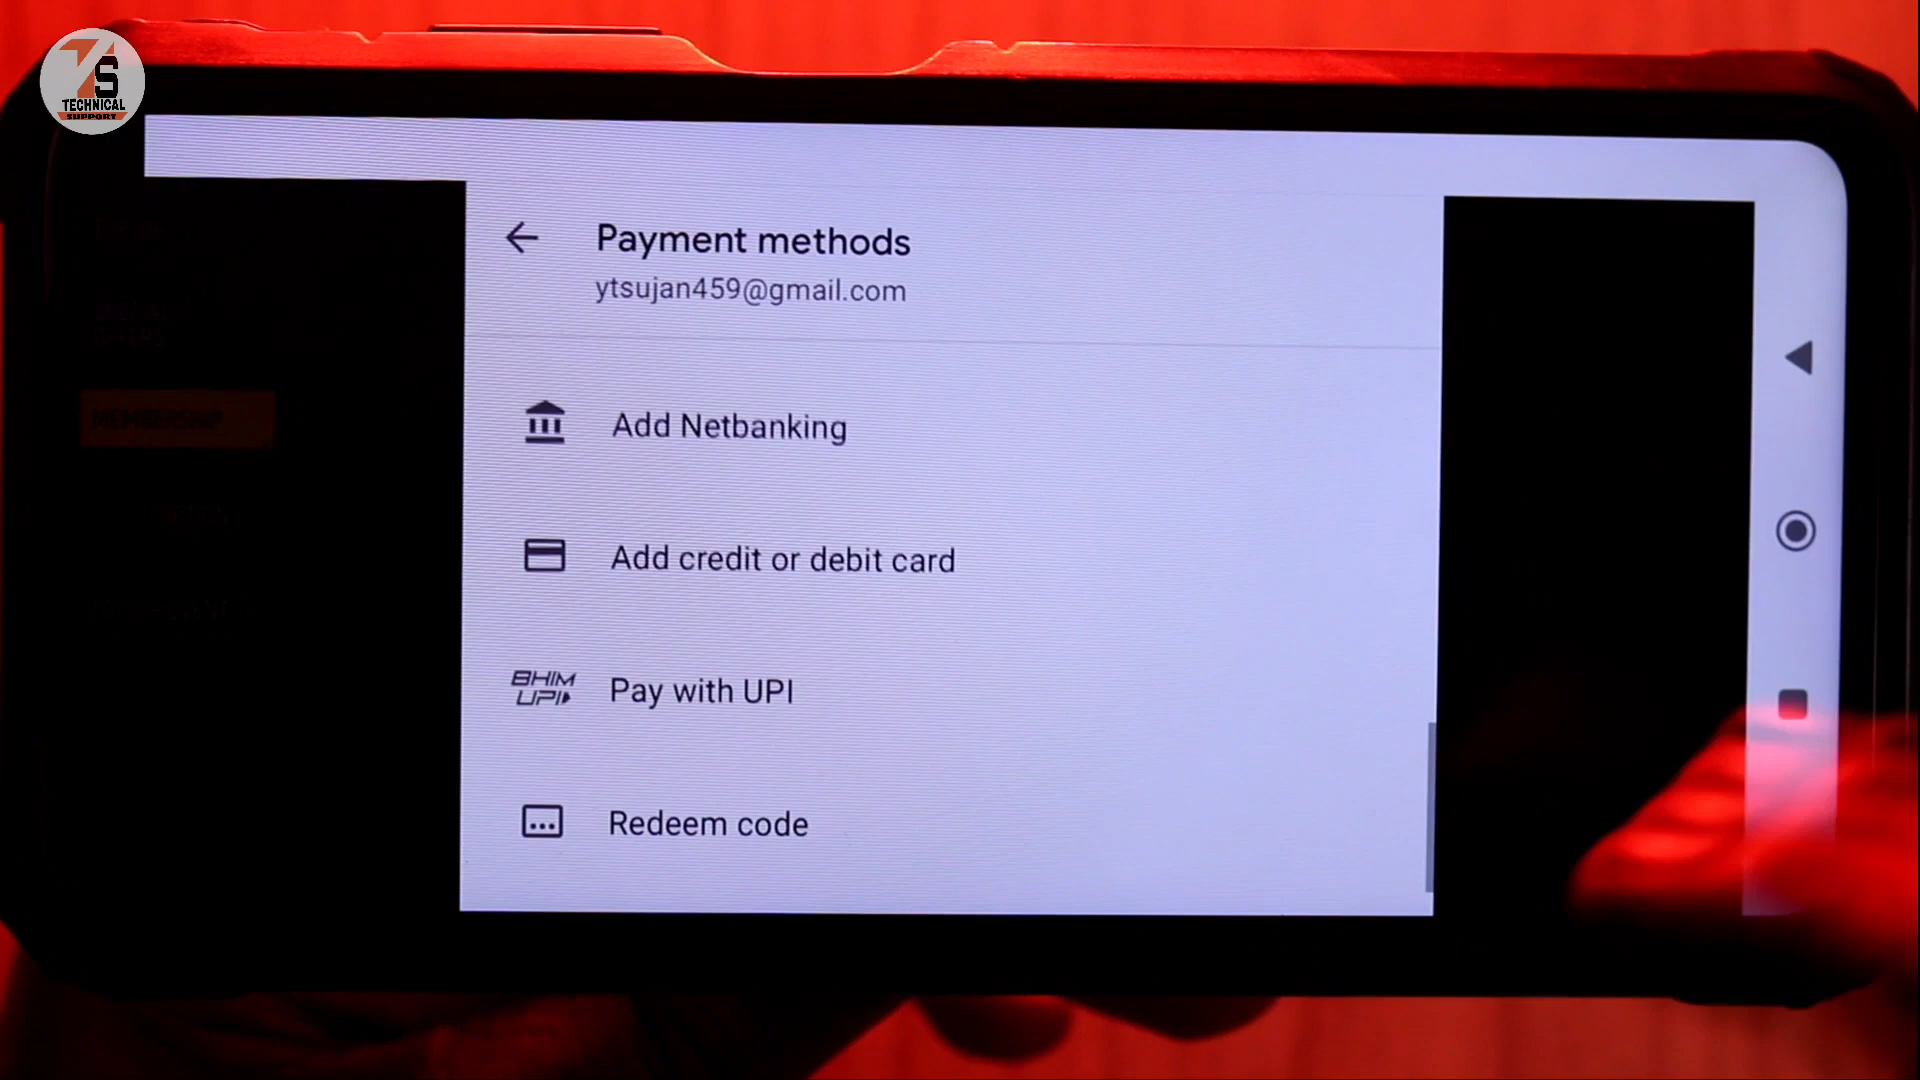 TS
TECHNICAL
SUPPORT
Payment methods
ytsujan459@gmail.com
MEMBERSHIP
Add Netbanking
Add credit or debit card
BHIM
UPI
Pay with UPI
Redeem code